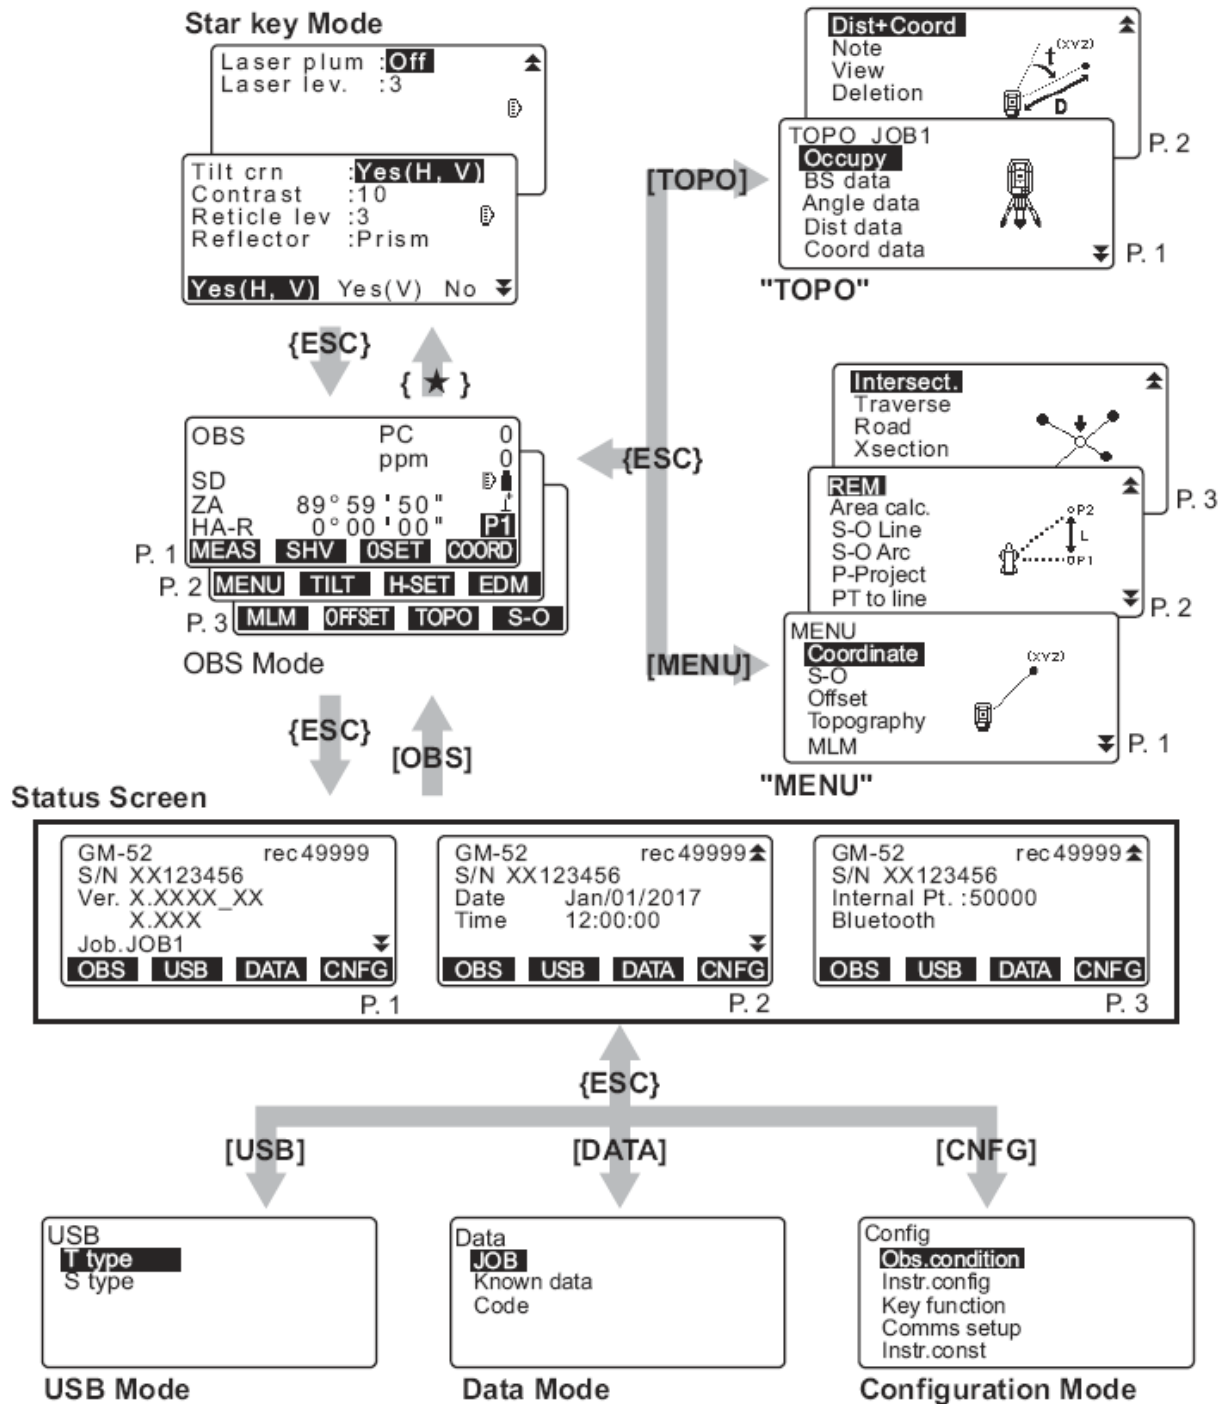 Star key Mode
Laser plum :Off
Laser lev. :3
Tilt crn :Yes(H, V)
Contrast :10
Reticle lev :3
Reflector :Prism
Yes(H, V) Yes(V) No
{ESC}
{ ★ }
OBS PC 0
ppm 0
SD
ZA 89°59'50"
HA-R 0°00'00" P1
P. 1 MEAS SHV 0SET COORD
P. 2 MENU TILT H-SET EDM
P. 3 MLM OFFSET TOPO S-O
OBS Mode
{ESC}
[OBS]
[TOPO]
{ESC}
[MENU]
Dist+Coord
Note
View
Deletion
(XYZ)
t
D
P. 2
TOPO JOB1
Occupy
BS data
Angle data
Dist data
Coord data
P. 1
"TOPO"
Intersect.
Traverse
Road
Xsection
P. 3
REM
Area calc.
S-O Line
S-O Arc
P-Project
PT to line
P2
L
P1
P. 2
MENU
Coordinate
S-O
Offset
Topography
MLM
(XYZ)
P. 1
"MENU"
Status Screen
GM-52 rec49999
S/N XX123456
Ver. X.XXXX_XX
X.XXX
Job.JOB1
OBS USB DATA CNFG
P. 1
GM-52 rec49999
S/N XX123456
Date Jan/01/2017
Time 12:00:00
OBS USB DATA CNFG
P. 2
GM-52 rec49999
S/N XX123456
Internal Pt. :50000
Bluetooth
OBS USB DATA CNFG
P. 3
{ESC}
[USB] [DATA] [CNFG]
USB
T type
S type
USB Mode
Data
JOB
Known data
Code
Data Mode
Config
Obs.condition
Instr.config
Key function
Comms setup
Instr.const
Configuration Mode